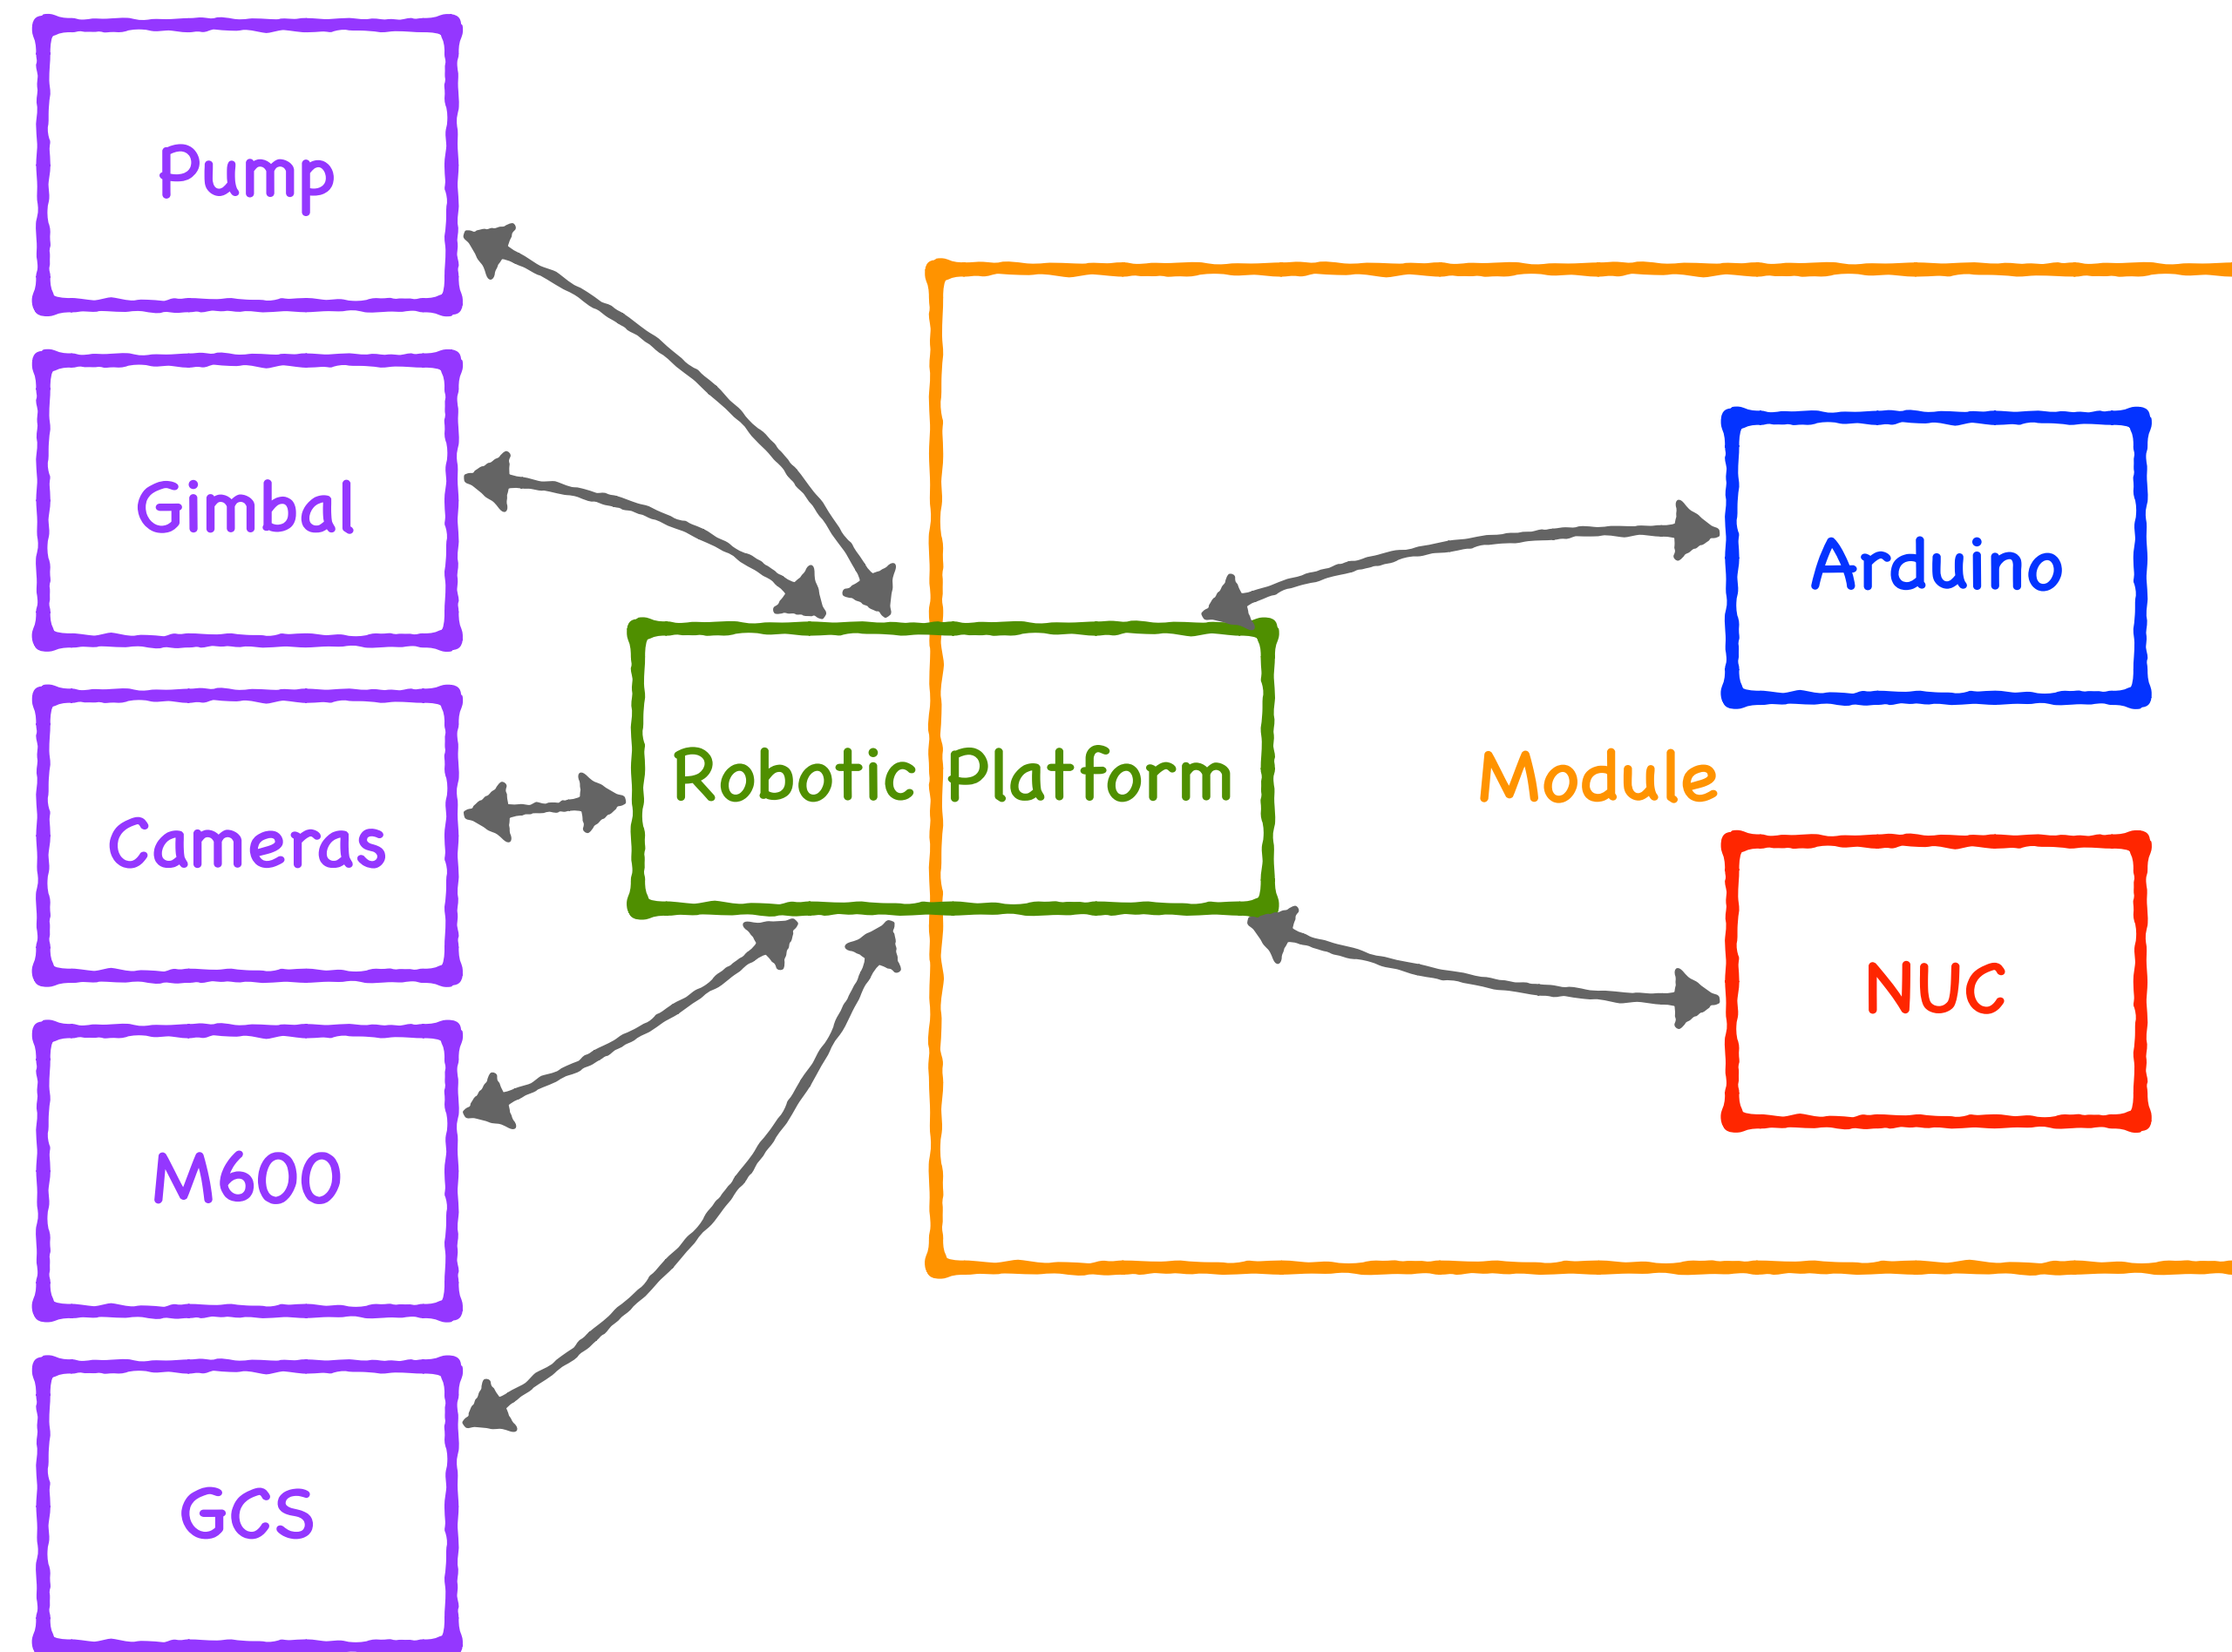 Pump
Gimbal
Arduino
Robotic Platform
Module
Cameras
NUC
M600
GCS